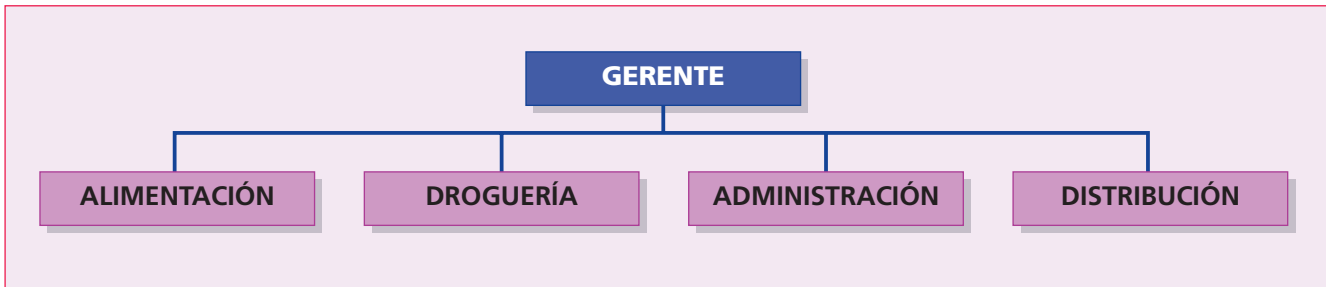 GERENTE
ALIMENTACIÓN
DROGUERÍA
ADMINISTRACIÓN
DISTRIBUCIÓN